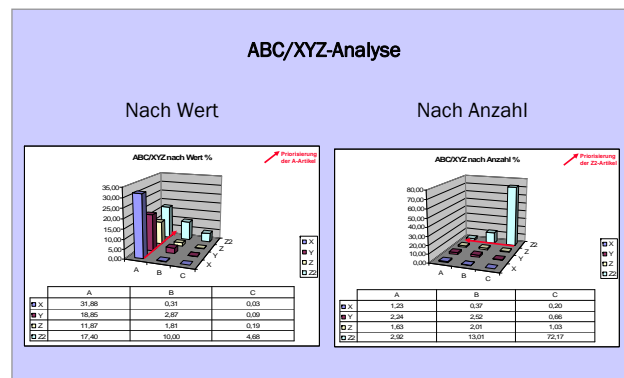 ABC/XYZ-Analyse
Nach Wert
Nach Anzahl
ABC/XYZ nach Wert %
Priorisierung
der A-Artikel
35,00
30,00
25,00
20,00
15,00
10,00
5,00
0,00
A
B
C
X
Y
Z
Z2
X
Y
Z
Z2
A B C
X 31,88 0,31 0,03
Y 18,85 2,87 0,09
Z 11,87 1,81 0,19
Z2 17,40 10,00 4,68
ABC/XYZ nach Anzahl %
Priorisierung
der Z2-Artikel
80,00
70,00
60,00
50,00
40,00
30,00
20,00
10,00
0,00
A
B
C
X
Y
Z
Z2
X
Y
Z
Z2
A B C
X 1,23 0,37 0,20
Y 2,24 2,52 0,66
Z 1,63 2,01 1,03
Z2 2,92 13,01 72,17